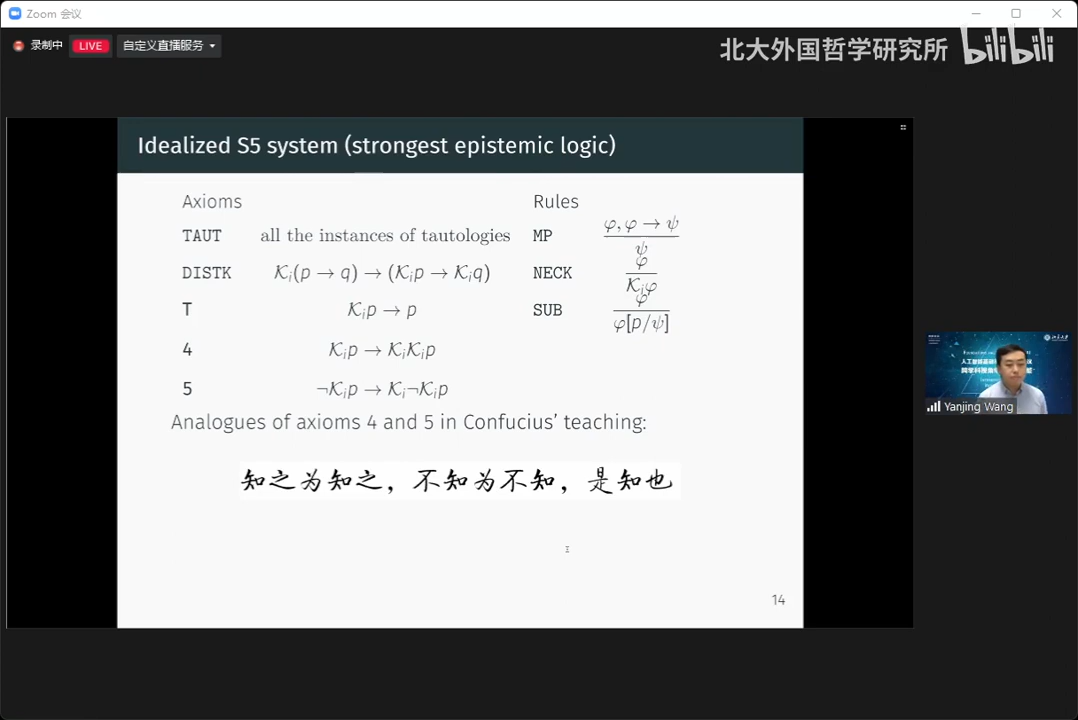 Zoom 会议
录制中 LIVE 自定义直播服务
北大外国哲学研究所 bilibili
Idealized S5 system (strongest epistemic logic)
Axioms Rules
TAUT all the instances of tautologies MP φ, φ → ψ / ψ
DISTK 𝒦ᵢ(p → q) → (𝒦ᵢp → 𝒦ᵢq) NECK φ / 𝒦ᵢφ
T 𝒦ᵢp → p SUB φ / φ[p/ψ]
4 𝒦ᵢp → 𝒦ᵢ𝒦ᵢp
5 ¬𝒦ᵢp → 𝒦ᵢ¬𝒦ᵢp
Analogues of axioms 4 and 5 in Confucius’ teaching:
知之为知之，不知为不知，是知也
14
Yanjing Wang